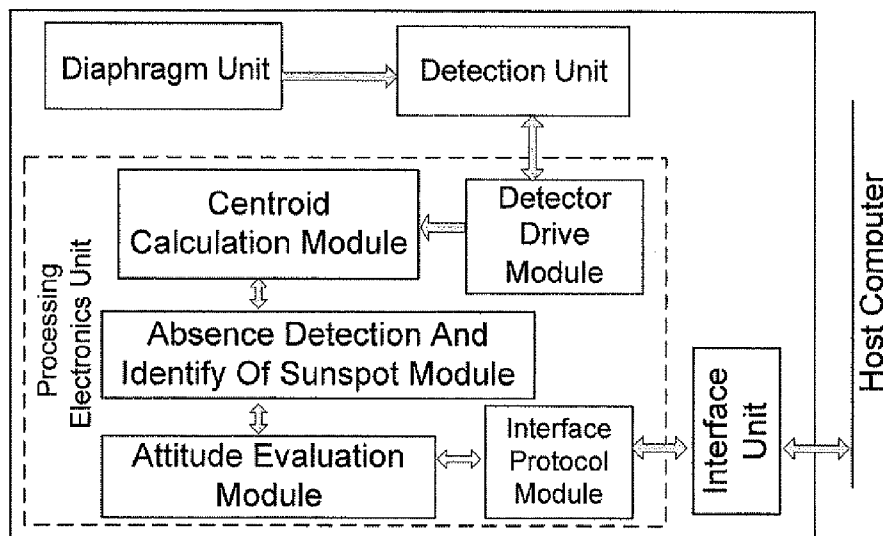 Diaphragm Unit
Detection Unit
Centroid
Calculation Module
Detector
Drive
Module
Processing
Electronics Unit
Absence Detection And
Identify Of Sunspot Module
Attitude Evaluation
Module
Interface
Protocol
Module
Interface
Unit
Host Computer